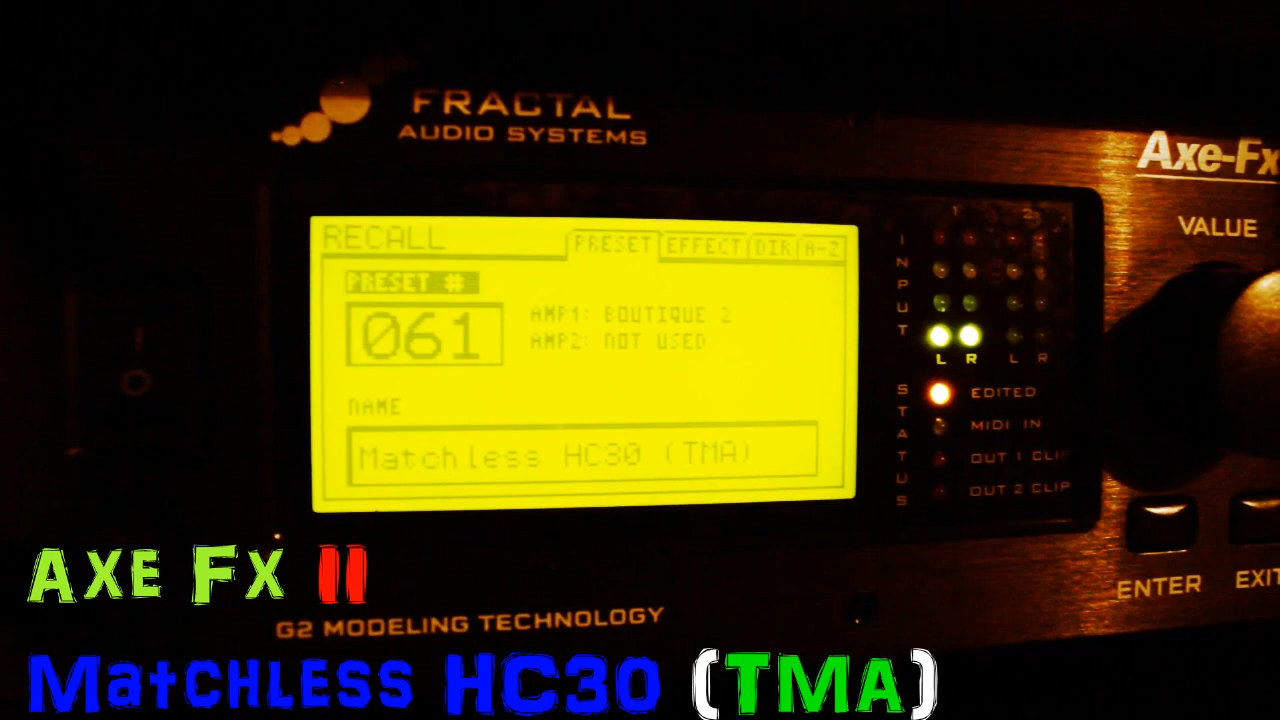 FRACTAL
AUDIO SYSTEMS
Axe-Fx
VALUE
RECALL
PRESET EFFECT DIR A-Z
PRESET #
061
AMP1: BOUTIQUE 2
AMP2: NOT USED
NAME
Matchless HC30 (TMA)
1 2
INPUT
L R L R
STATUS
EDITED
MIDI IN
OUT 1 CLIP
OUT 2 CLIP
ENTER EXIT
G2 MODELING TECHNOLOGY
AXE FX II
MatCHLESS HC30 (TMA)